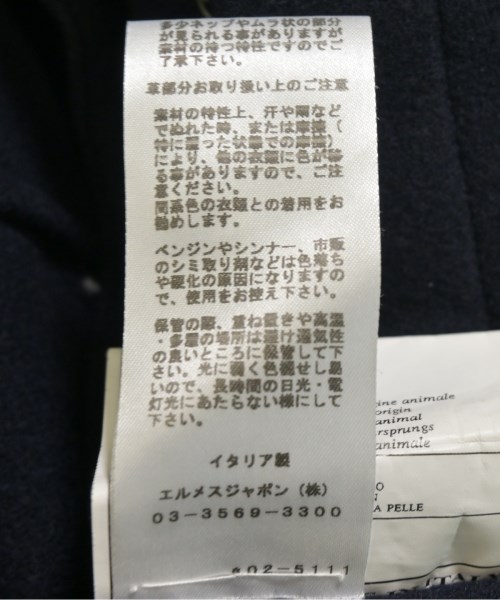 多少ネップやムラ状の部分
が見られる事がありますが
素材の持つ特性ですのでご
了承下さい。
革部分お取り扱い上のご注意
素材の特性上、汗や雨など
でぬれた時、または摩擦(
特に湿った状態での摩擦)
により、他の衣類に色が移
る事がありますので、ご注
意ください。
同系色の衣類との着用をお
勧めします。
ベンジンやシンナー、市販
のシミ取り剤などは色落ち
や硬化の原因になりますの
で、使用をお控え下さい。
保管の際、重ね置きや高温
・多湿の場所は避け通気性
の良いところに保管して下
さい。光に弱く色褪せし易
いので、長時間の日光・電
灯光にあたらない様にして
下さい。
イタリア製
エルメスジャポン(株)
03-3569-3300
02-5111
ine animale
origin
animal
rsprungs
animale
O
A PELLE